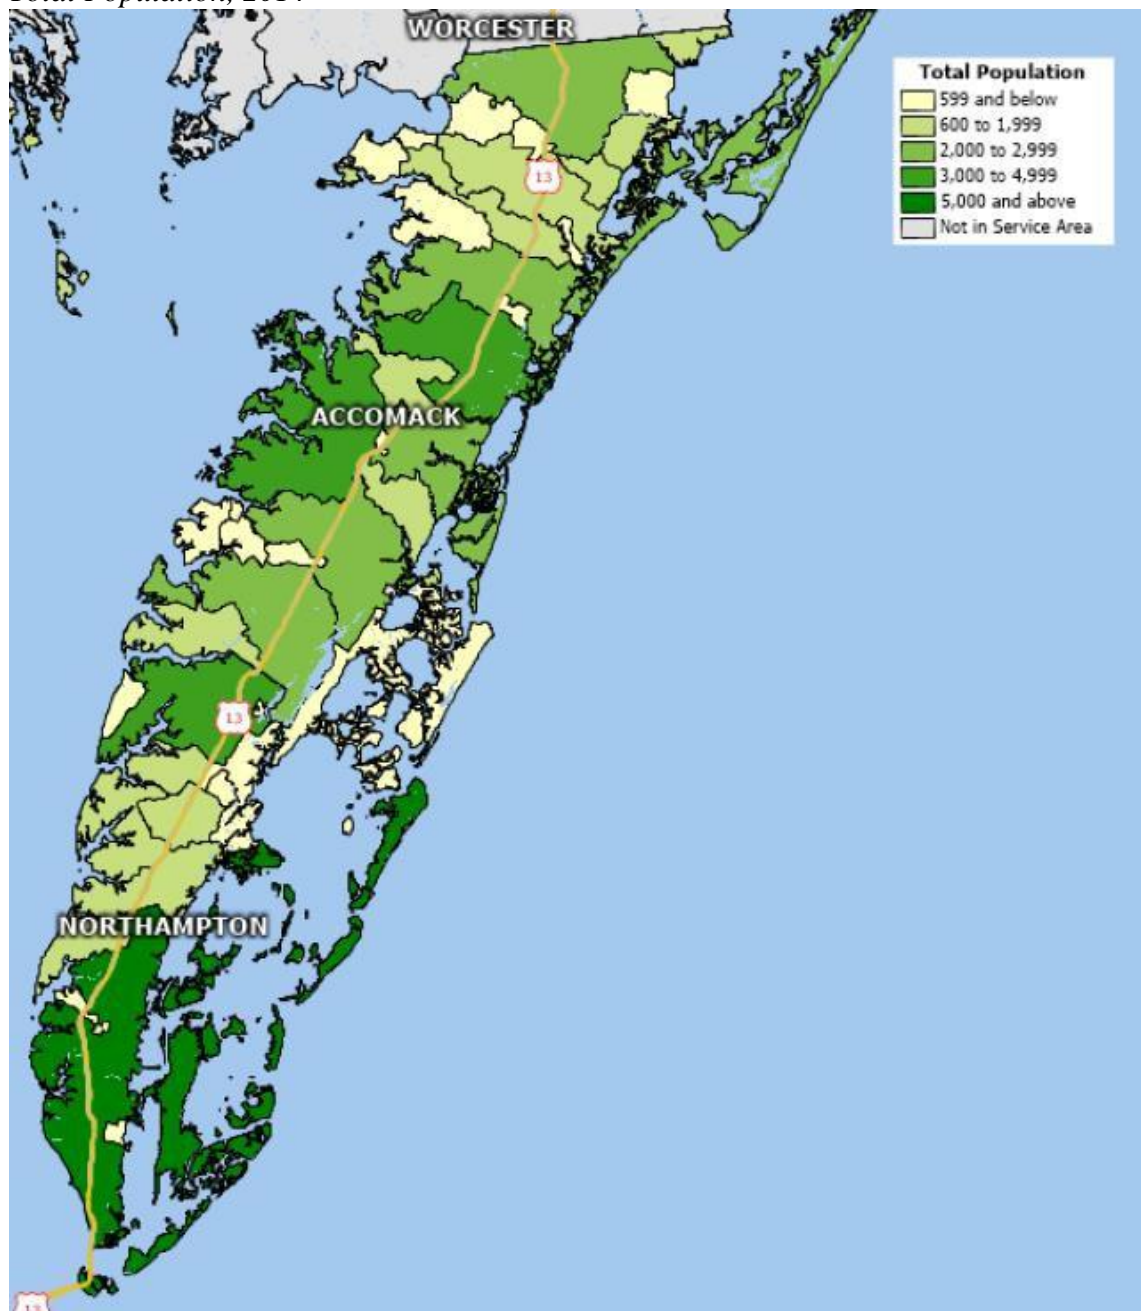 WORCESTER
Total Population
599 and below
600 to 1,999
2,000 to 2,999
3,000 to 4,999
5,000 and above
Not in Service Area
13
ACCOMACK
13
NORTHAMPTON
13